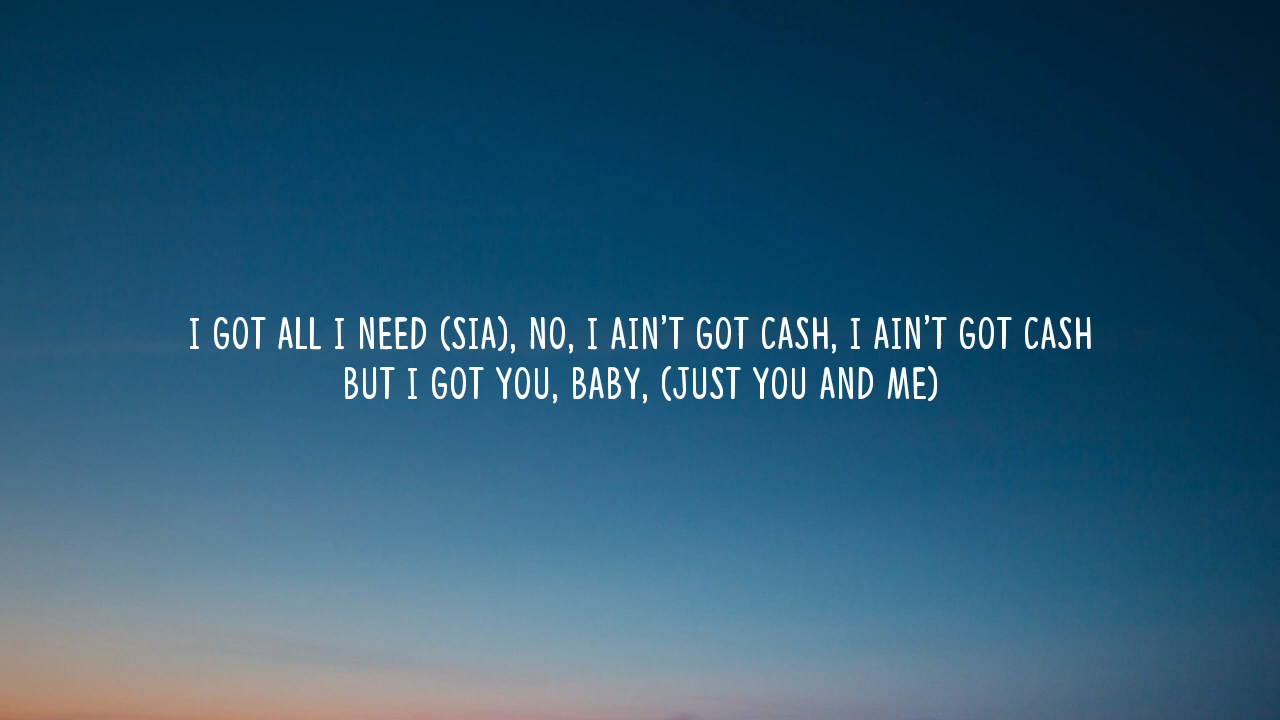 I GOT ALL I NEED (SIA), NO, I AIN’T GOT CASH, I AIN’T GOT CASH
BUT I GOT YOU, BABY, (JUST YOU AND ME)